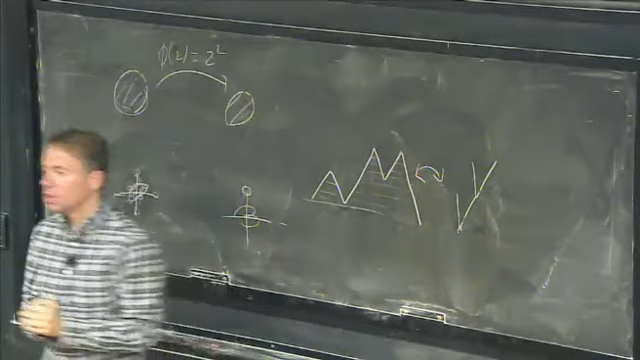 φ(z) = z²